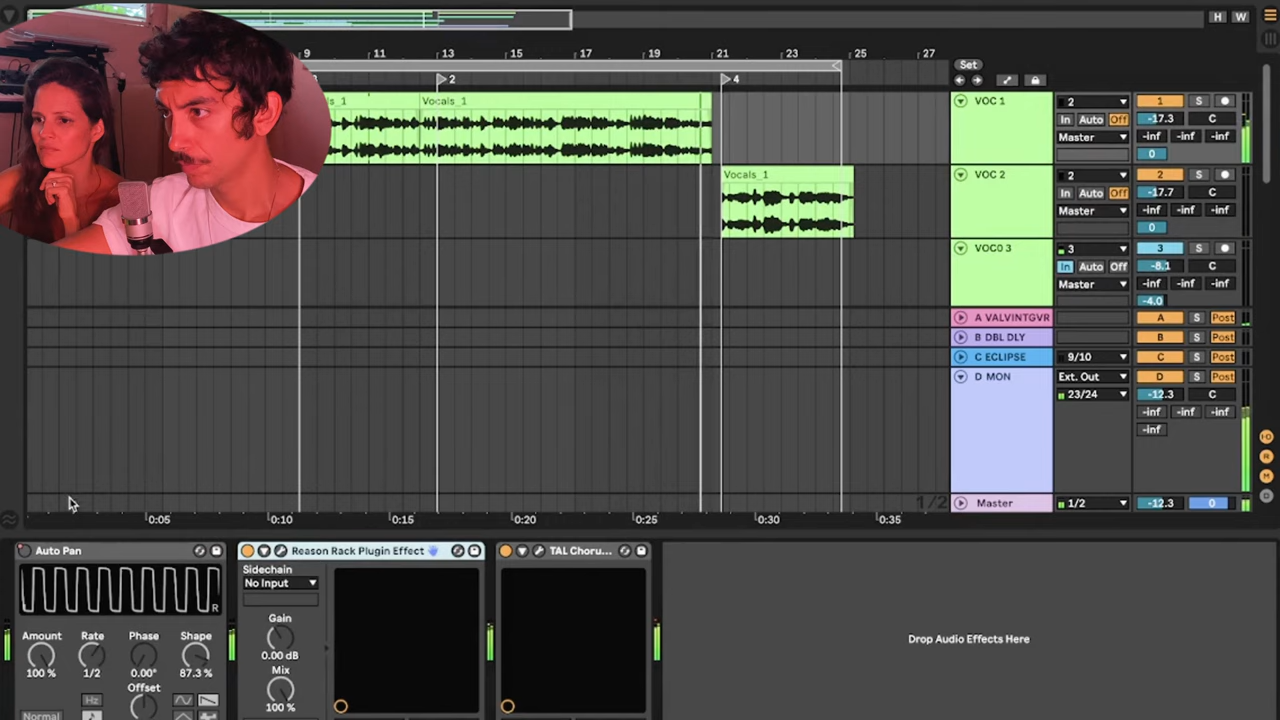 H W
9 11 13 15 17 19 21 23 25 27
Set
2 4
Vocals_1
VOC 1 2 1 S
In Auto Off -17.3 C
Master -inf -inf -inf
0
Vocals_1
VOC 2 2 2 S
In Auto Off -17.7 C
Master -inf -inf -inf
0
VOC0 3 3 3 S
In Auto Off -8.1 C
Master -inf -inf -inf
-4.0
A VALVINTGVR A S Post
B DBL DLY B S Post
C ECLIPSE 9/10 C S Post
D MON Ext. Out D S Post
23/24 -12.3 C
-inf -inf -inf
-inf
1/2 Master 1/2 -12.3 0
0:05 0:10 0:15 0:20 0:25 0:30 0:35
Auto Pan
R
Amount Rate Phase Shape
100 % 1/2 0.00° 87.3 %
Offset
Hz
Normal
Reason Rack Plugin Effect
Sidechain
No Input
Gain
0.00 dB
Mix
100 %
TAL Choru...
Drop Audio Effects Here